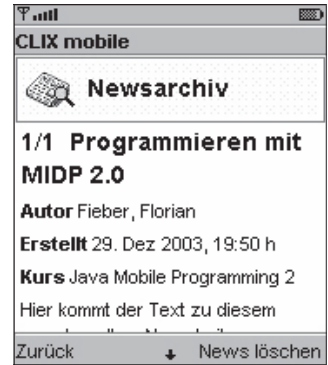 CLIX mobile
Newsarchiv
1/1 Programmieren mit
MIDP 2.0
Autor Fieber, Florian
Erstellt 29. Dez 2003, 19:50 h
Kurs Java Mobile Programming 2
Hier kommt der Text zu diesem
Zurück
News löschen